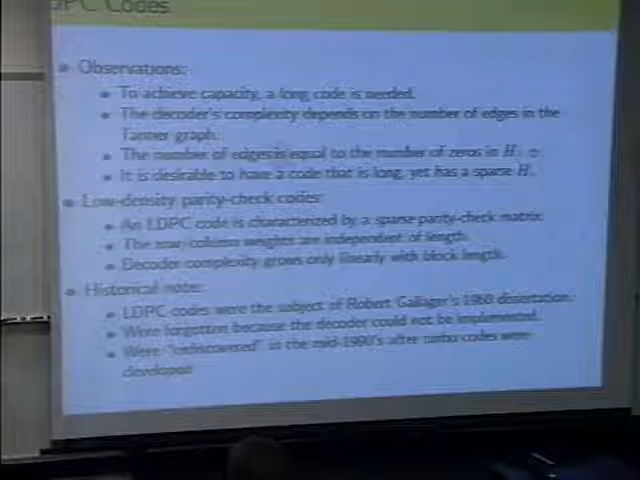 LDPC Codes
Observations:
To achieve capacity, a long code is needed.
The decoder's complexity depends on the number of edges in the
Tanner graph.
The number of edges is equal to the number of zeros in H.
It is desirable to have a code that is long, yet has a sparse H.
Low-density parity-check codes:
An LDPC code is characterized by a sparse parity-check matrix
The row/column weights are independent of length.
Decoder complexity grows only linearly with block length.
Historical note:
LDPC codes were the subject of Robert Gallager's 1960 dissertation.
Were forgotten because the decoder could not be implemented.
Were "rediscovered" in the mid-1990's after turbo codes were
developed